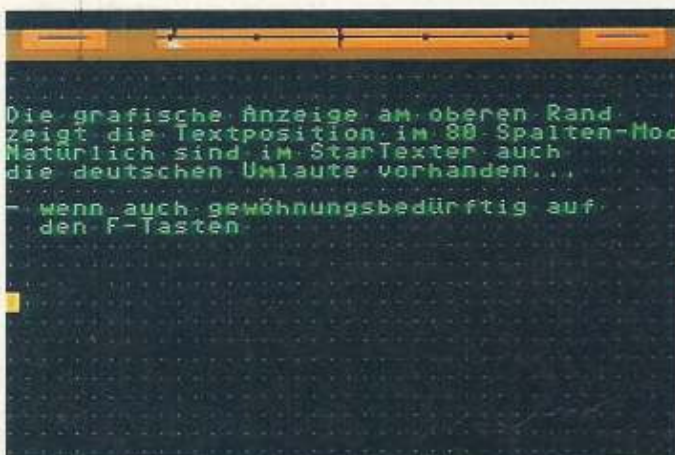 Die grafische Anzeige am oberen Rand
zeigt die Textposition im 80 Spalten-Mod
Natürlich sind im StarTexter auch
die deutschen Umlaute vorhanden...
- wenn auch gewöhnungsbedürftig auf
den F-Tasten